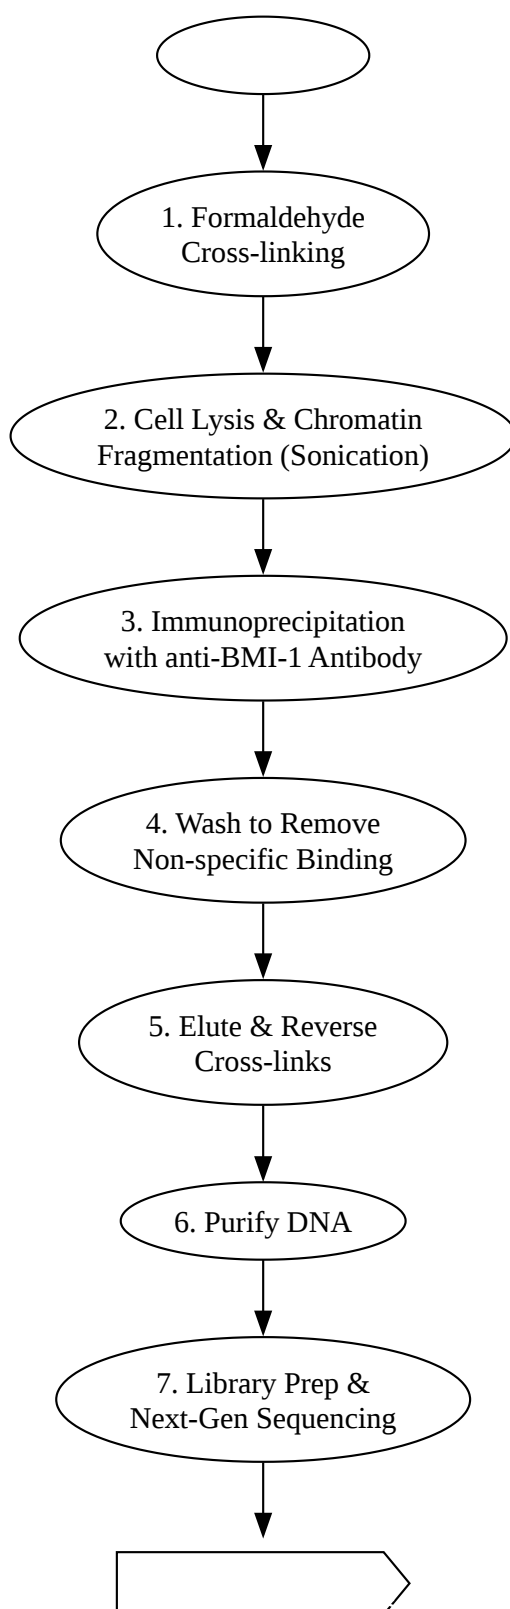 1. Formaldehyde
Cross-linking
2. Cell Lysis & Chromatin
Fragmentation (Sonication)
3. Immunoprecipitation
with anti-BMI-1 Antibody
4. Wash to Remove
Non-specific Binding
5. Elute & Reverse
Cross-links
6. Purify DNA
7. Library Prep &
Next-Gen Sequencing